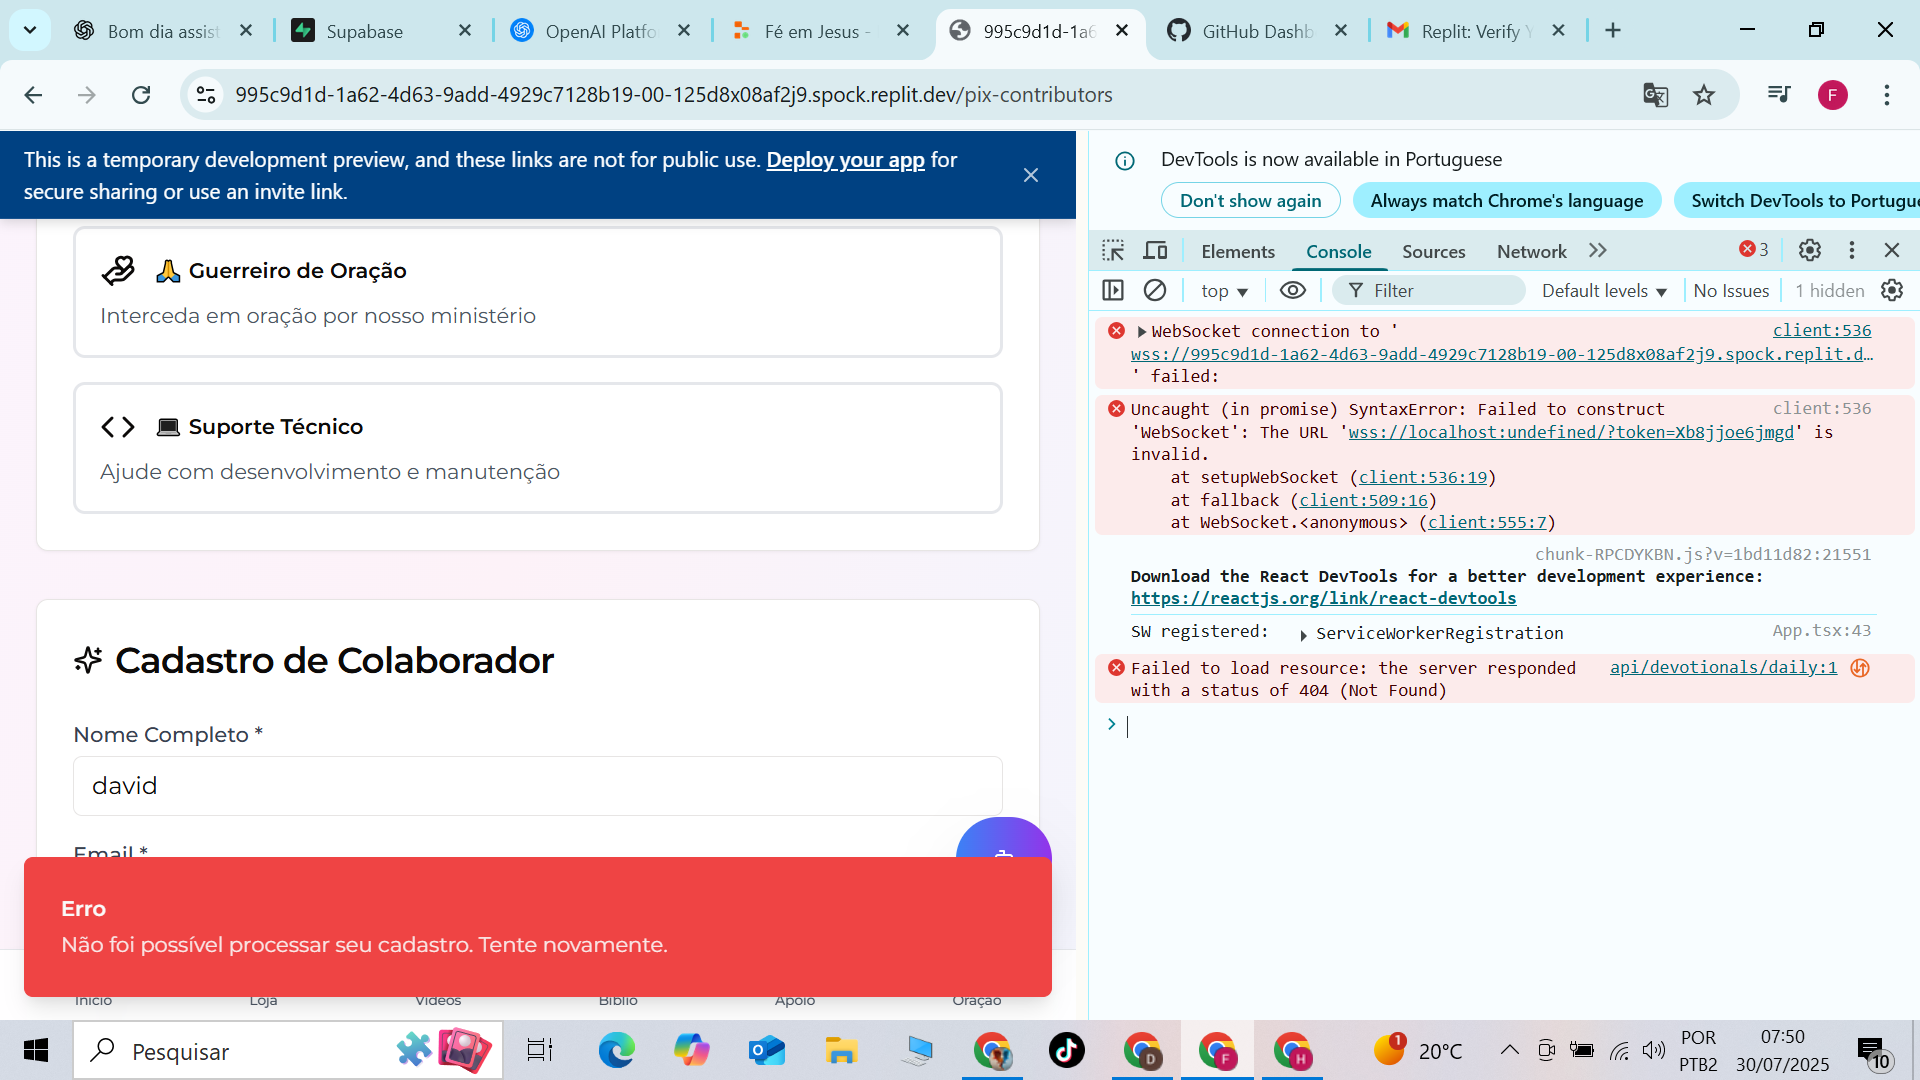 Bom dia assist
Supabase
OpenAI Platfo
Fé em Jesus -
995c9d1d-1a6
GitHub Dashb
Replit: Verify Y
995c9d1d-1a62-4d63-9add-4929c7128b19-00-125d8x08af2j9.spock.replit.dev/pix-contributors
F
This is a temporary development preview, and these links are not for public use. Deploy your app for
secure sharing or use an invite link.
🙏 Guerreiro de Oração
Interceda em oração por nosso ministério
💻 Suporte Técnico
Ajude com desenvolvimento e manutenção
Cadastro de Colaborador
Nome Completo *
david
Email *
Erro
Não foi possível processar seu cadastro. Tente novamente.
Início
Loja
Vídeos
Bíblio
Apoio
Oração
DevTools is now available in Portuguese
Don't show again
Always match Chrome's language
Switch DevTools to Portugue
Elements
Console
Sources
Network
3
top
Filter
Default levels
No Issues
1 hidden
WebSocket connection to ' client:536
wss://995c9d1d-1a62-4d63-9add-4929c7128b19-00-125d8x08af2j9.spock.replit.d…
' failed:
Uncaught (in promise) SyntaxError: Failed to construct client:536
'WebSocket': The URL 'wss://localhost:undefined/?token=Xb8jjoe6jmgd' is
invalid.
at setupWebSocket (client:536:19)
at fallback (client:509:16)
at WebSocket.<anonymous> (client:555:7)
chunk-RPCDYKBN.js?v=1bd11d82:21551
Download the React DevTools for a better development experience:
https://reactjs.org/link/react-devtools
SW registered: ServiceWorkerRegistration App.tsx:43
Failed to load resource: the server responded api/devotionals/daily:1
with a status of 404 (Not Found)
Pesquisar
D
F
H
1
20°C
POR
PTB2
07:50
30/07/2025
10